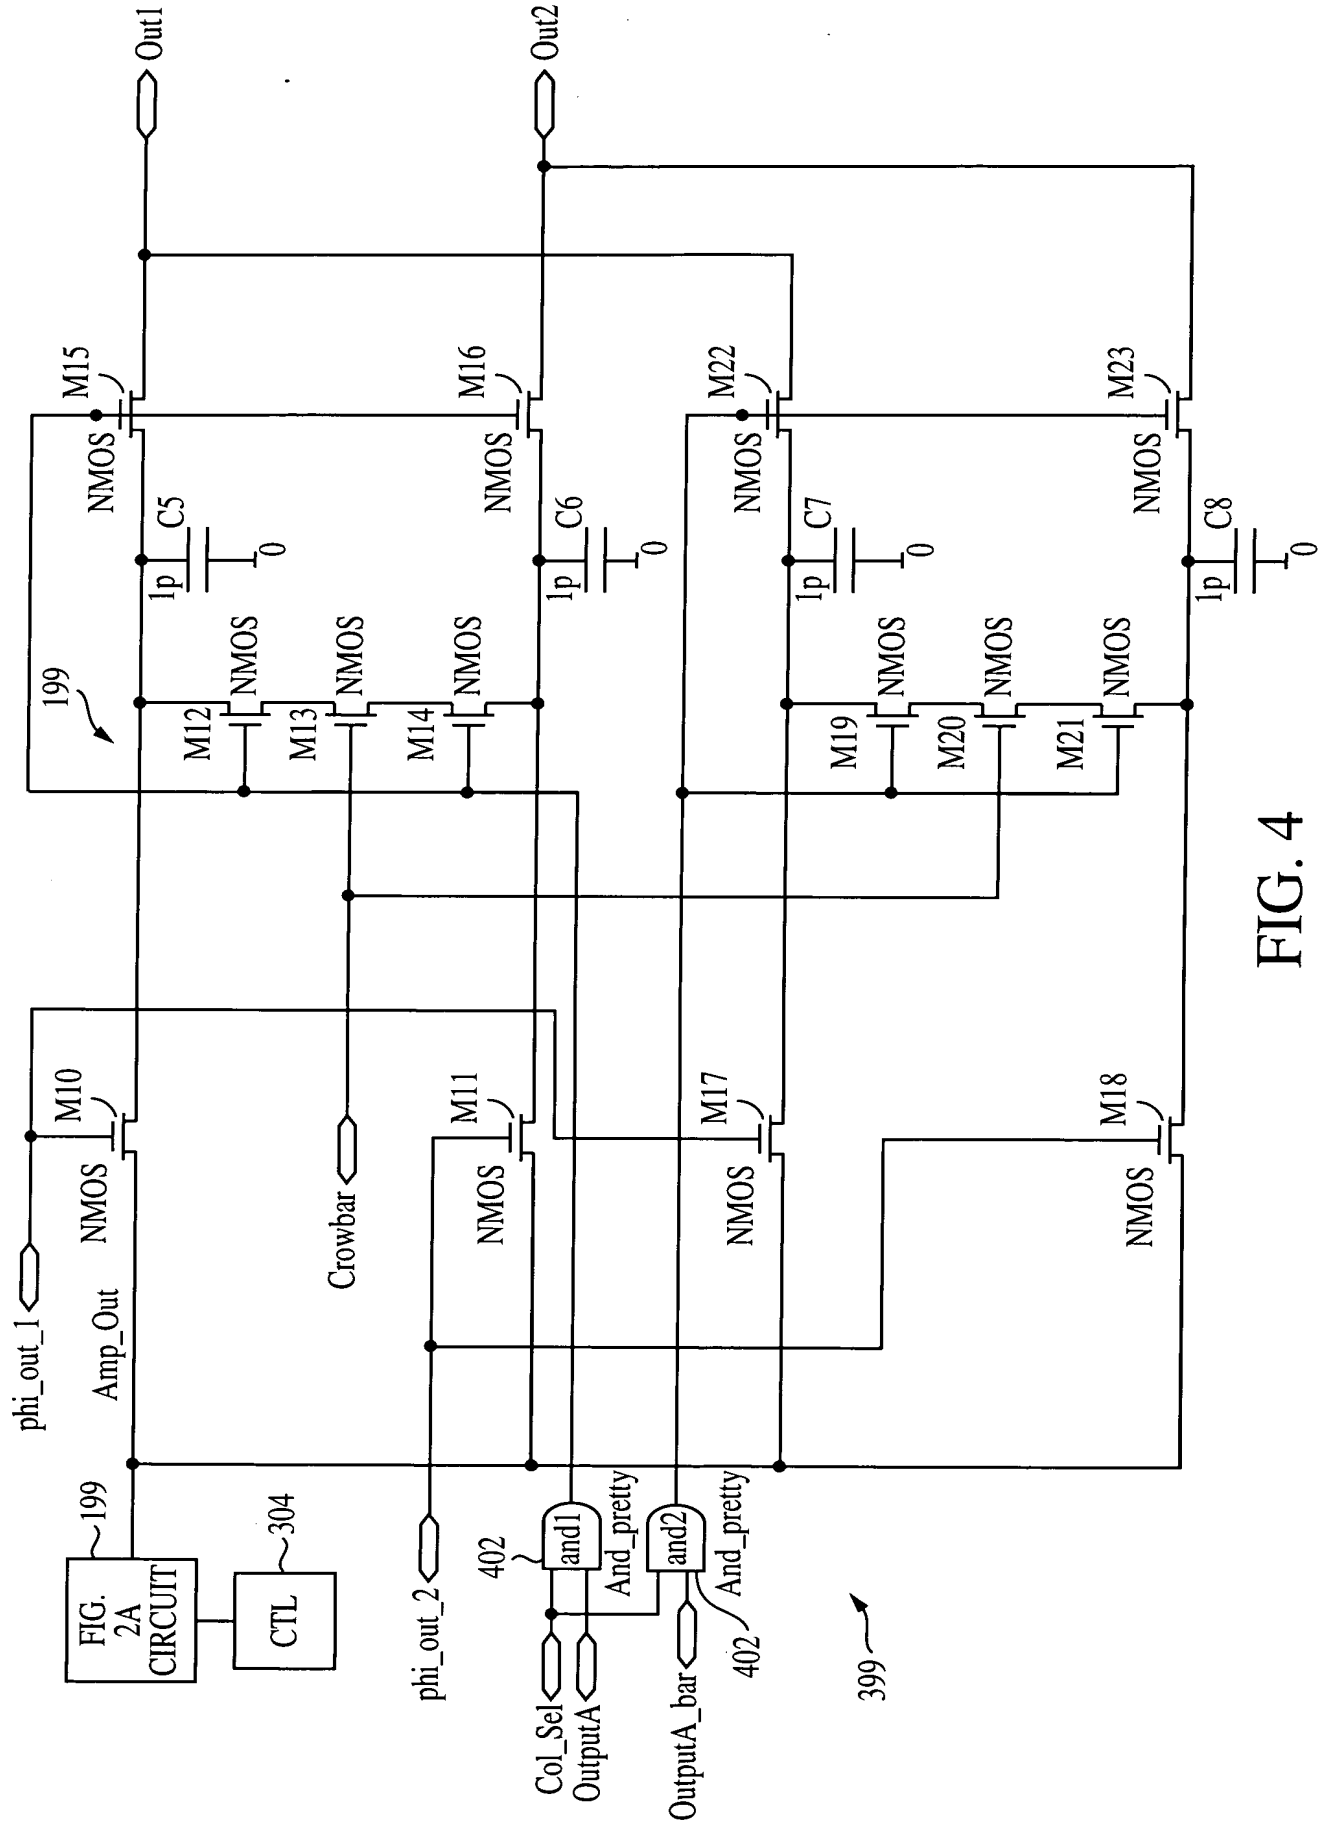 FIG. 2A CIRCUIT
199
CTL
304
Amp_Out
phi_out_1
NMOS
M10
199
M12
NMOS
M13
NMOS
M14
NMOS
1p
C5
0
NMOS
M15
Out1
Crowbar
phi_out_2
NMOS
M11
1p
C6
0
NMOS
M16
Out2
Col_Sel
OutputA
402
and1
And_pretty
OutputA_bar
402
and2
And_pretty
NMOS
M17
M19
NMOS
M20
NMOS
M21
NMOS
1p
C7
0
NMOS
M22
399
NMOS
M18
1p
C8
0
NMOS
M23
FIG. 4